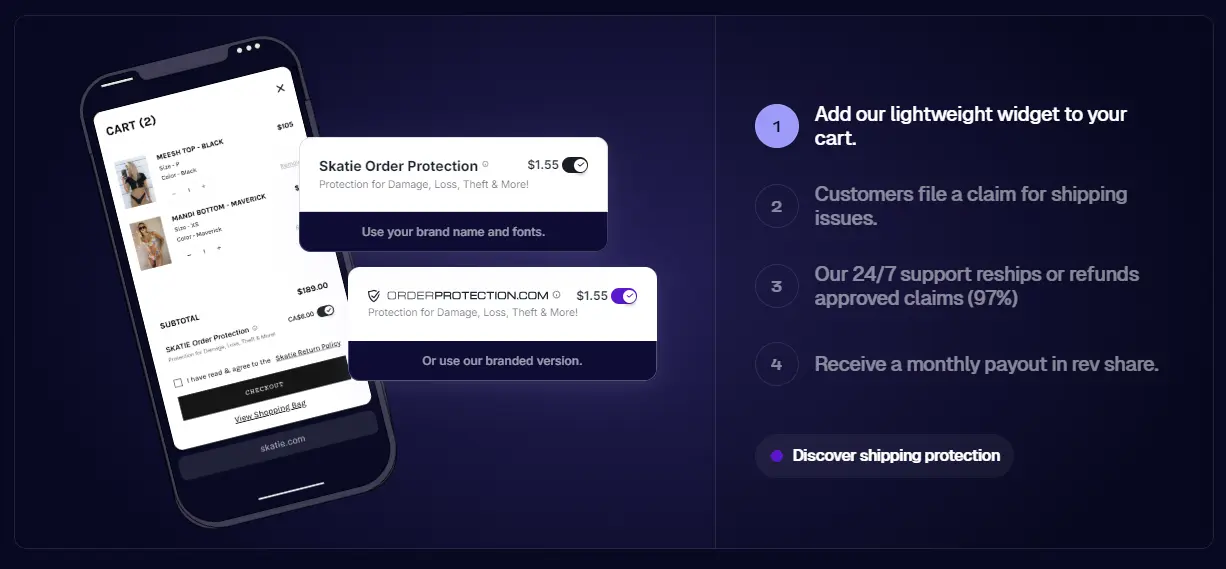 CART (2)
$105
MEESH TOP - BLACK
Size - P
Color - Black
- 1 +
MANDI BOTTOM - MAVERICK
Size - XS
Color - Maverick
- 1 +
$189.00
SUBTOTAL
CA$6.00
SKATIE Order Protection
Protection for Damage, Loss, Theft & More!
I have read & agree to the Skatie Return Policy
CHECKOUT
View Shopping Bag
skatie.com
Skatie Order Protection $1.55
Protection for Damage, Loss, Theft & More!
Use your brand name and fonts.
ORDERPROTECTION.COM $1.55
Protection for Damage, Loss, Theft & More!
Or use our branded version.
1
Add our lightweight widget to your
cart.
2
Customers file a claim for shipping
issues.
3
Our 24/7 support reships or refunds
approved claims (97%)
4
Receive a monthly payout in rev share.
Discover shipping protection